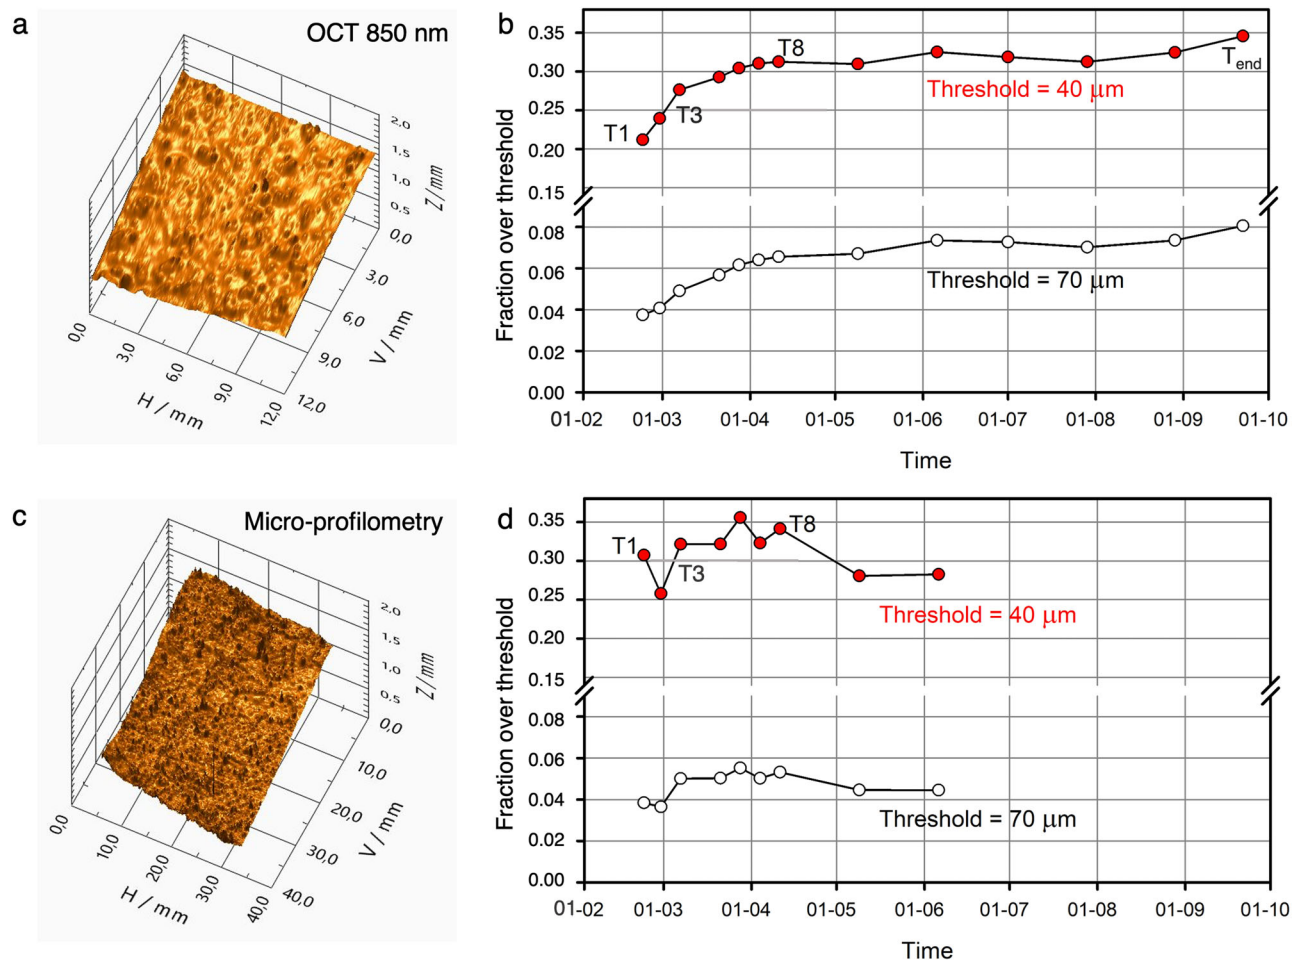 a
OCT 850 nm
2.0
1.5
1.0
0.5
0.0
Z / mm
3,0
6,0
9,0
12,0
V / mm
0,0
3,0
6,0
9,0
12,0
H / mm
b
0.35
0.30
0.25
0.20
0.15
0.08
0.06
0.04
0.02
0.00
Fraction over threshold
T1
T3
T8
Tend
Threshold = 40 μm
Threshold = 70 μm
01-02 01-03 01-04 01-05 01-06 01-07 01-08 01-09 01-10
Time
c
Micro-profilometry
2.0
1.5
1.0
0.5
0,0
Z / mm
10,0
20,0
30,0
40,0
V / mm
0,0
10,0
20,0
30,0
40,0
H / mm
d
0.35
0.30
0.25
0.20
0.15
0.08
0.06
0.04
0.02
0.00
Fraction over threshold
T1
T3
T8
Threshold = 40 μm
Threshold = 70 μm
01-02 01-03 01-04 01-05 01-06 01-07 01-08 01-09 01-10
Time